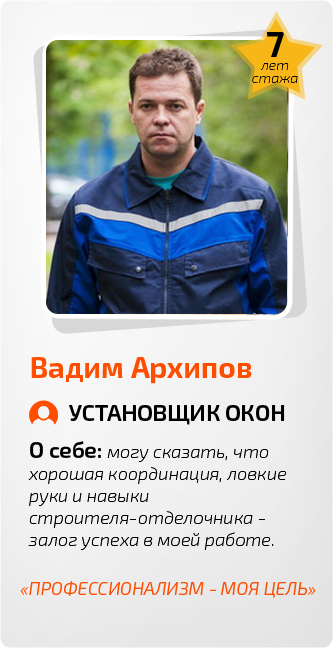 7
лет
стажа
Вадим Архипов
УСТАНОВЩИК ОКОН
О себе: могу сказать, что
хорошая координация, ловкие
руки и навыки
строителя-отделочника -
залог успеха в моей работе.
«ПРОФЕССИОНАЛИЗМ - МОЯ ЦЕЛЬ»